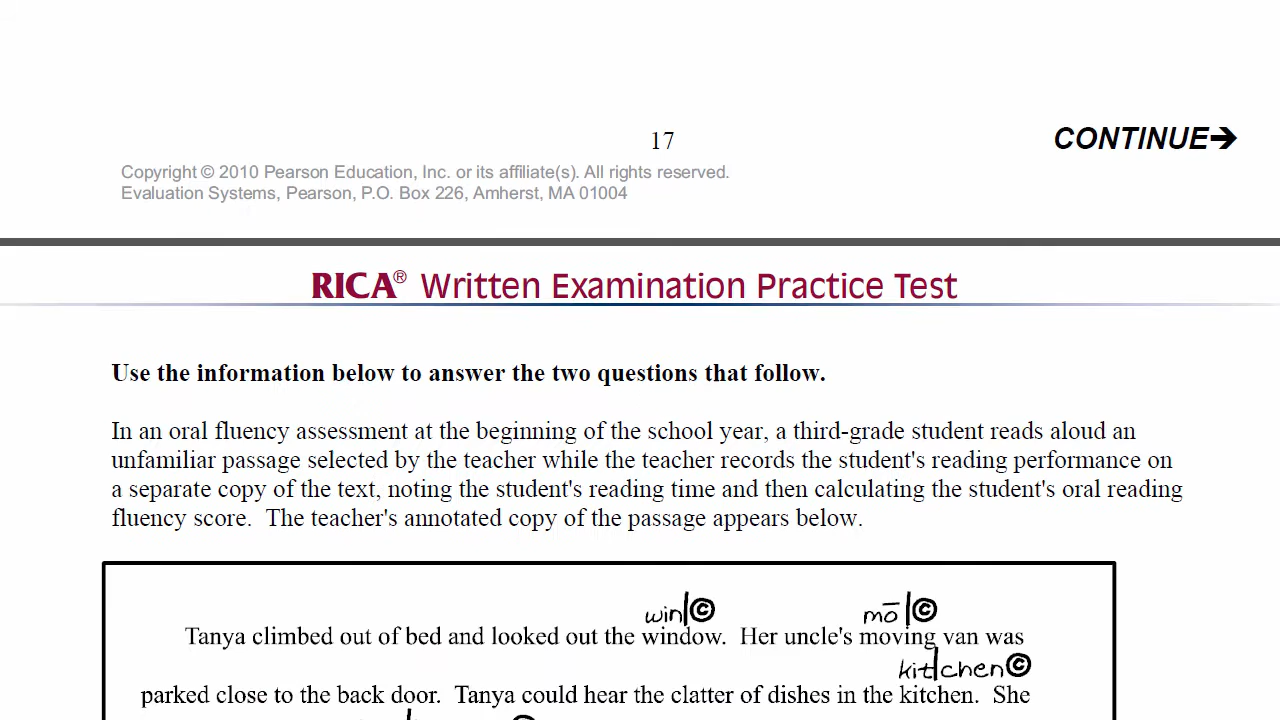 17
CONTINUE➔
Copyright © 2010 Pearson Education, Inc. or its affiliate(s). All rights reserved.
Evaluation Systems, Pearson, P.O. Box 226, Amherst, MA 01004
RICA® Written Examination Practice Test
Use the information below to answer the two questions that follow.
In an oral fluency assessment at the beginning of the school year, a third-grade student reads aloud an
unfamiliar passage selected by the teacher while the teacher records the student's reading performance on
a separate copy of the text, noting the student's reading time and then calculating the student's oral reading
fluency score. The teacher's annotated copy of the passage appears below.
win|© mō|©
Tanya climbed out of bed and looked out the window. Her uncle's moving van was
kit|chen©
parked close to the back door. Tanya could hear the clatter of dishes in the kitchen. She